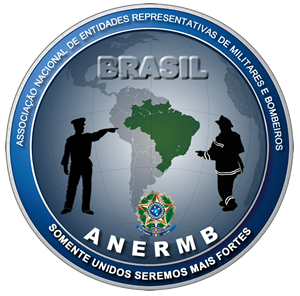 ASSOCIAÇÃO NACIONAL DE ENTIDADES REPRESENTATIVAS DE MILITARES E BOMBEIROS
BRASIL
ANERMB
SOMENTE UNIDOS SEREMOS MAIS FORTES